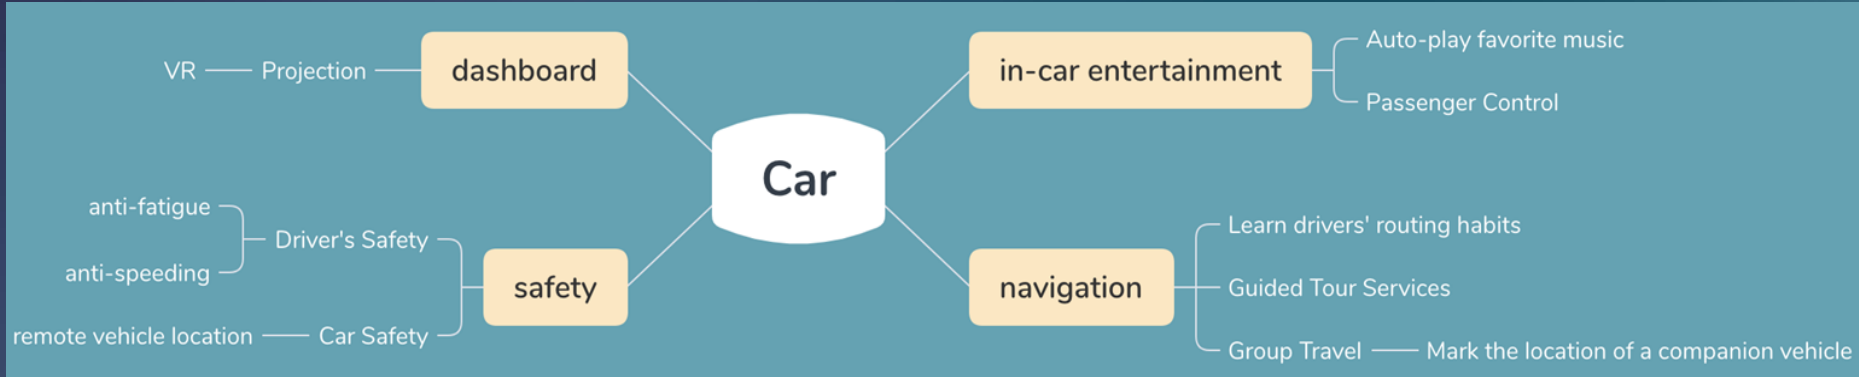 Car
dashboard
Projection
VR
in-car entertainment
Auto-play favorite music
Passenger Control
safety
Driver's Safety
anti-fatigue
anti-speeding
Car Safety
remote vehicle location
navigation
Learn drivers' routing habits
Guided Tour Services
Group Travel
Mark the location of a companion vehicle